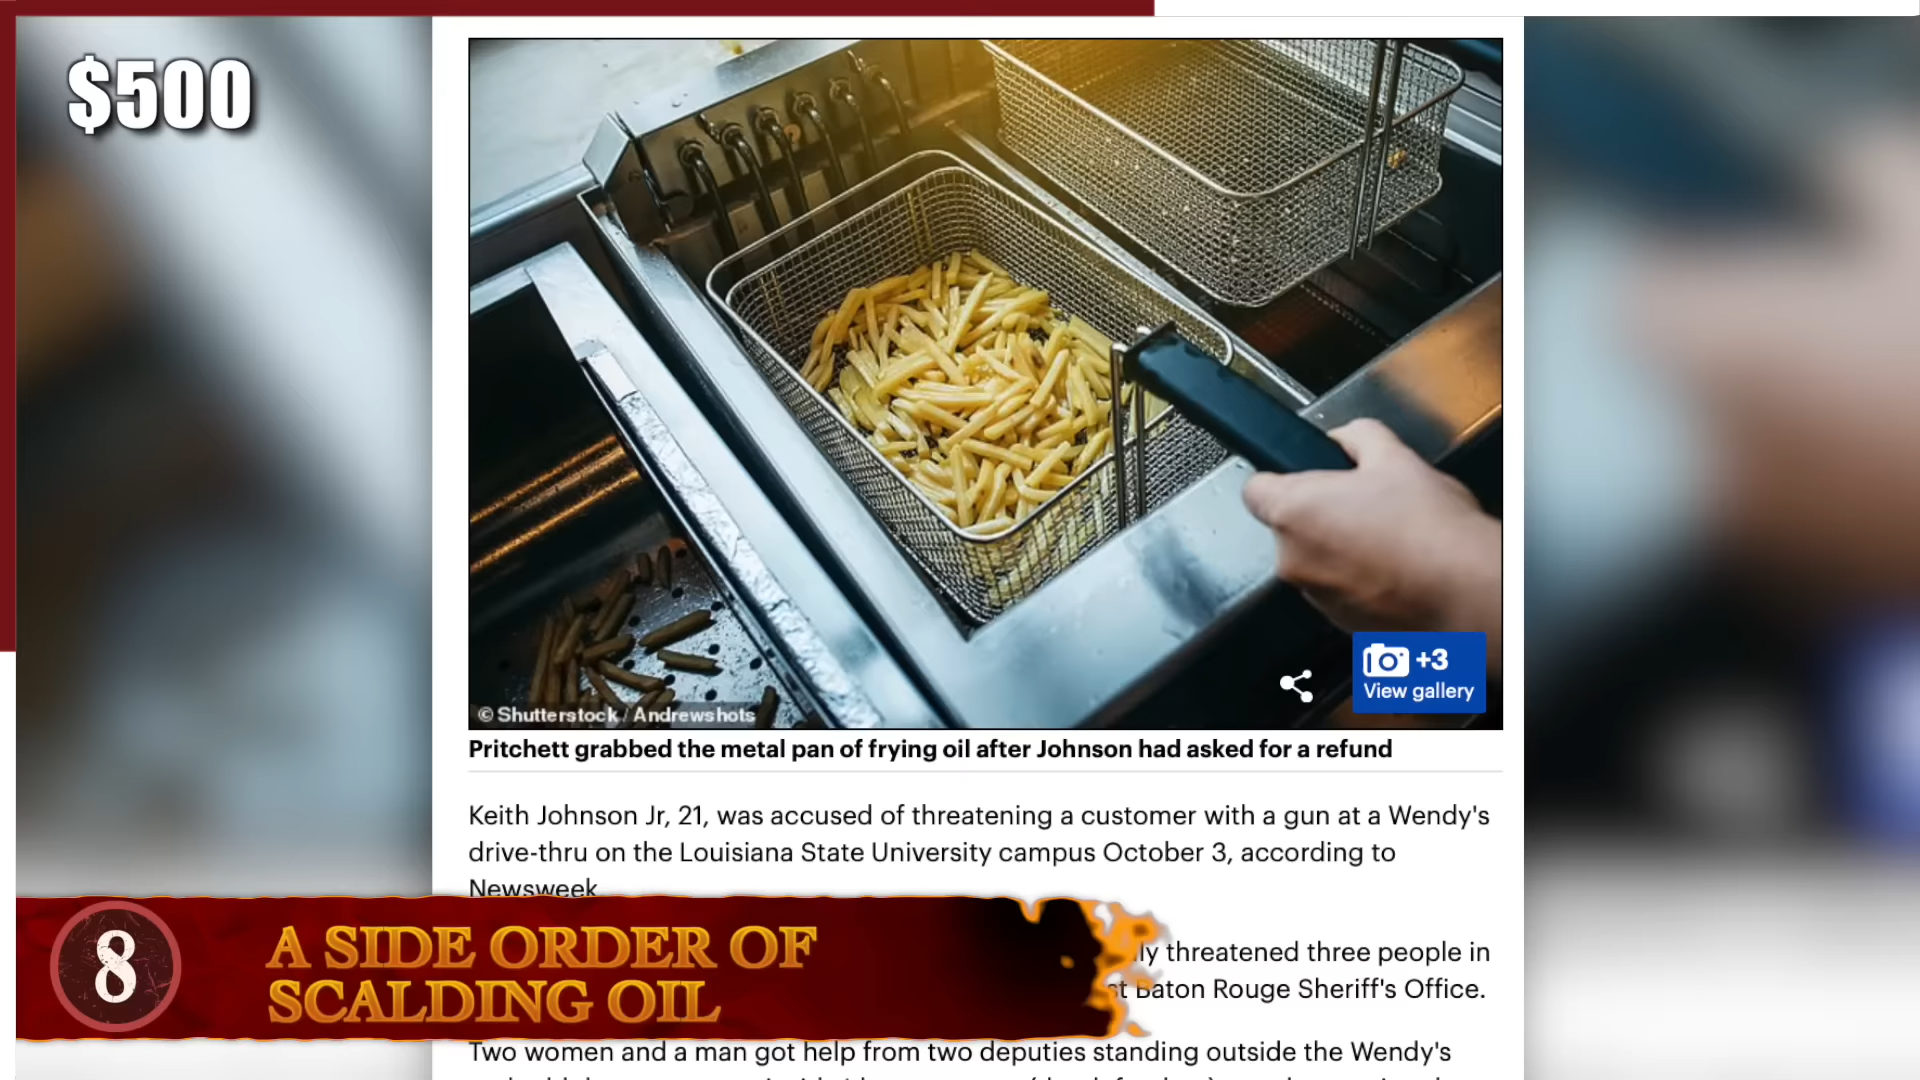 $500
+3
View gallery
© Shutterstock / Andrewshots
Pritchett grabbed the metal pan of frying oil after Johnson had asked for a refund
Keith Johnson Jr, 21, was accused of threatening a customer with a gun at a Wendy's
drive-thru on the Louisiana State University campus October 3, according to
Newsweek
threatened three people in
Baton Rouge Sheriff's Office.
8
A SIDE ORDER OF
SCALDING OIL
Two women and a man got help from two deputies standing outside the Wendy's